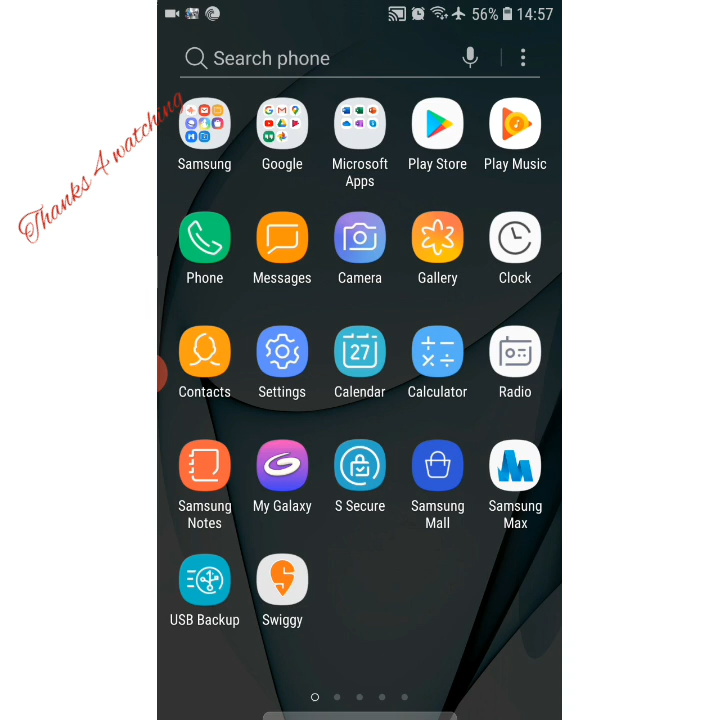 56% 14:57
Search phone
Thanks 4 watching
Samsung Google Microsoft Apps Play Store Play Music
Phone Messages Camera Gallery Clock
27
Contacts Settings Calendar Calculator Radio
Samsung Notes My Galaxy S Secure Samsung Mall Samsung Max
USB Backup Swiggy